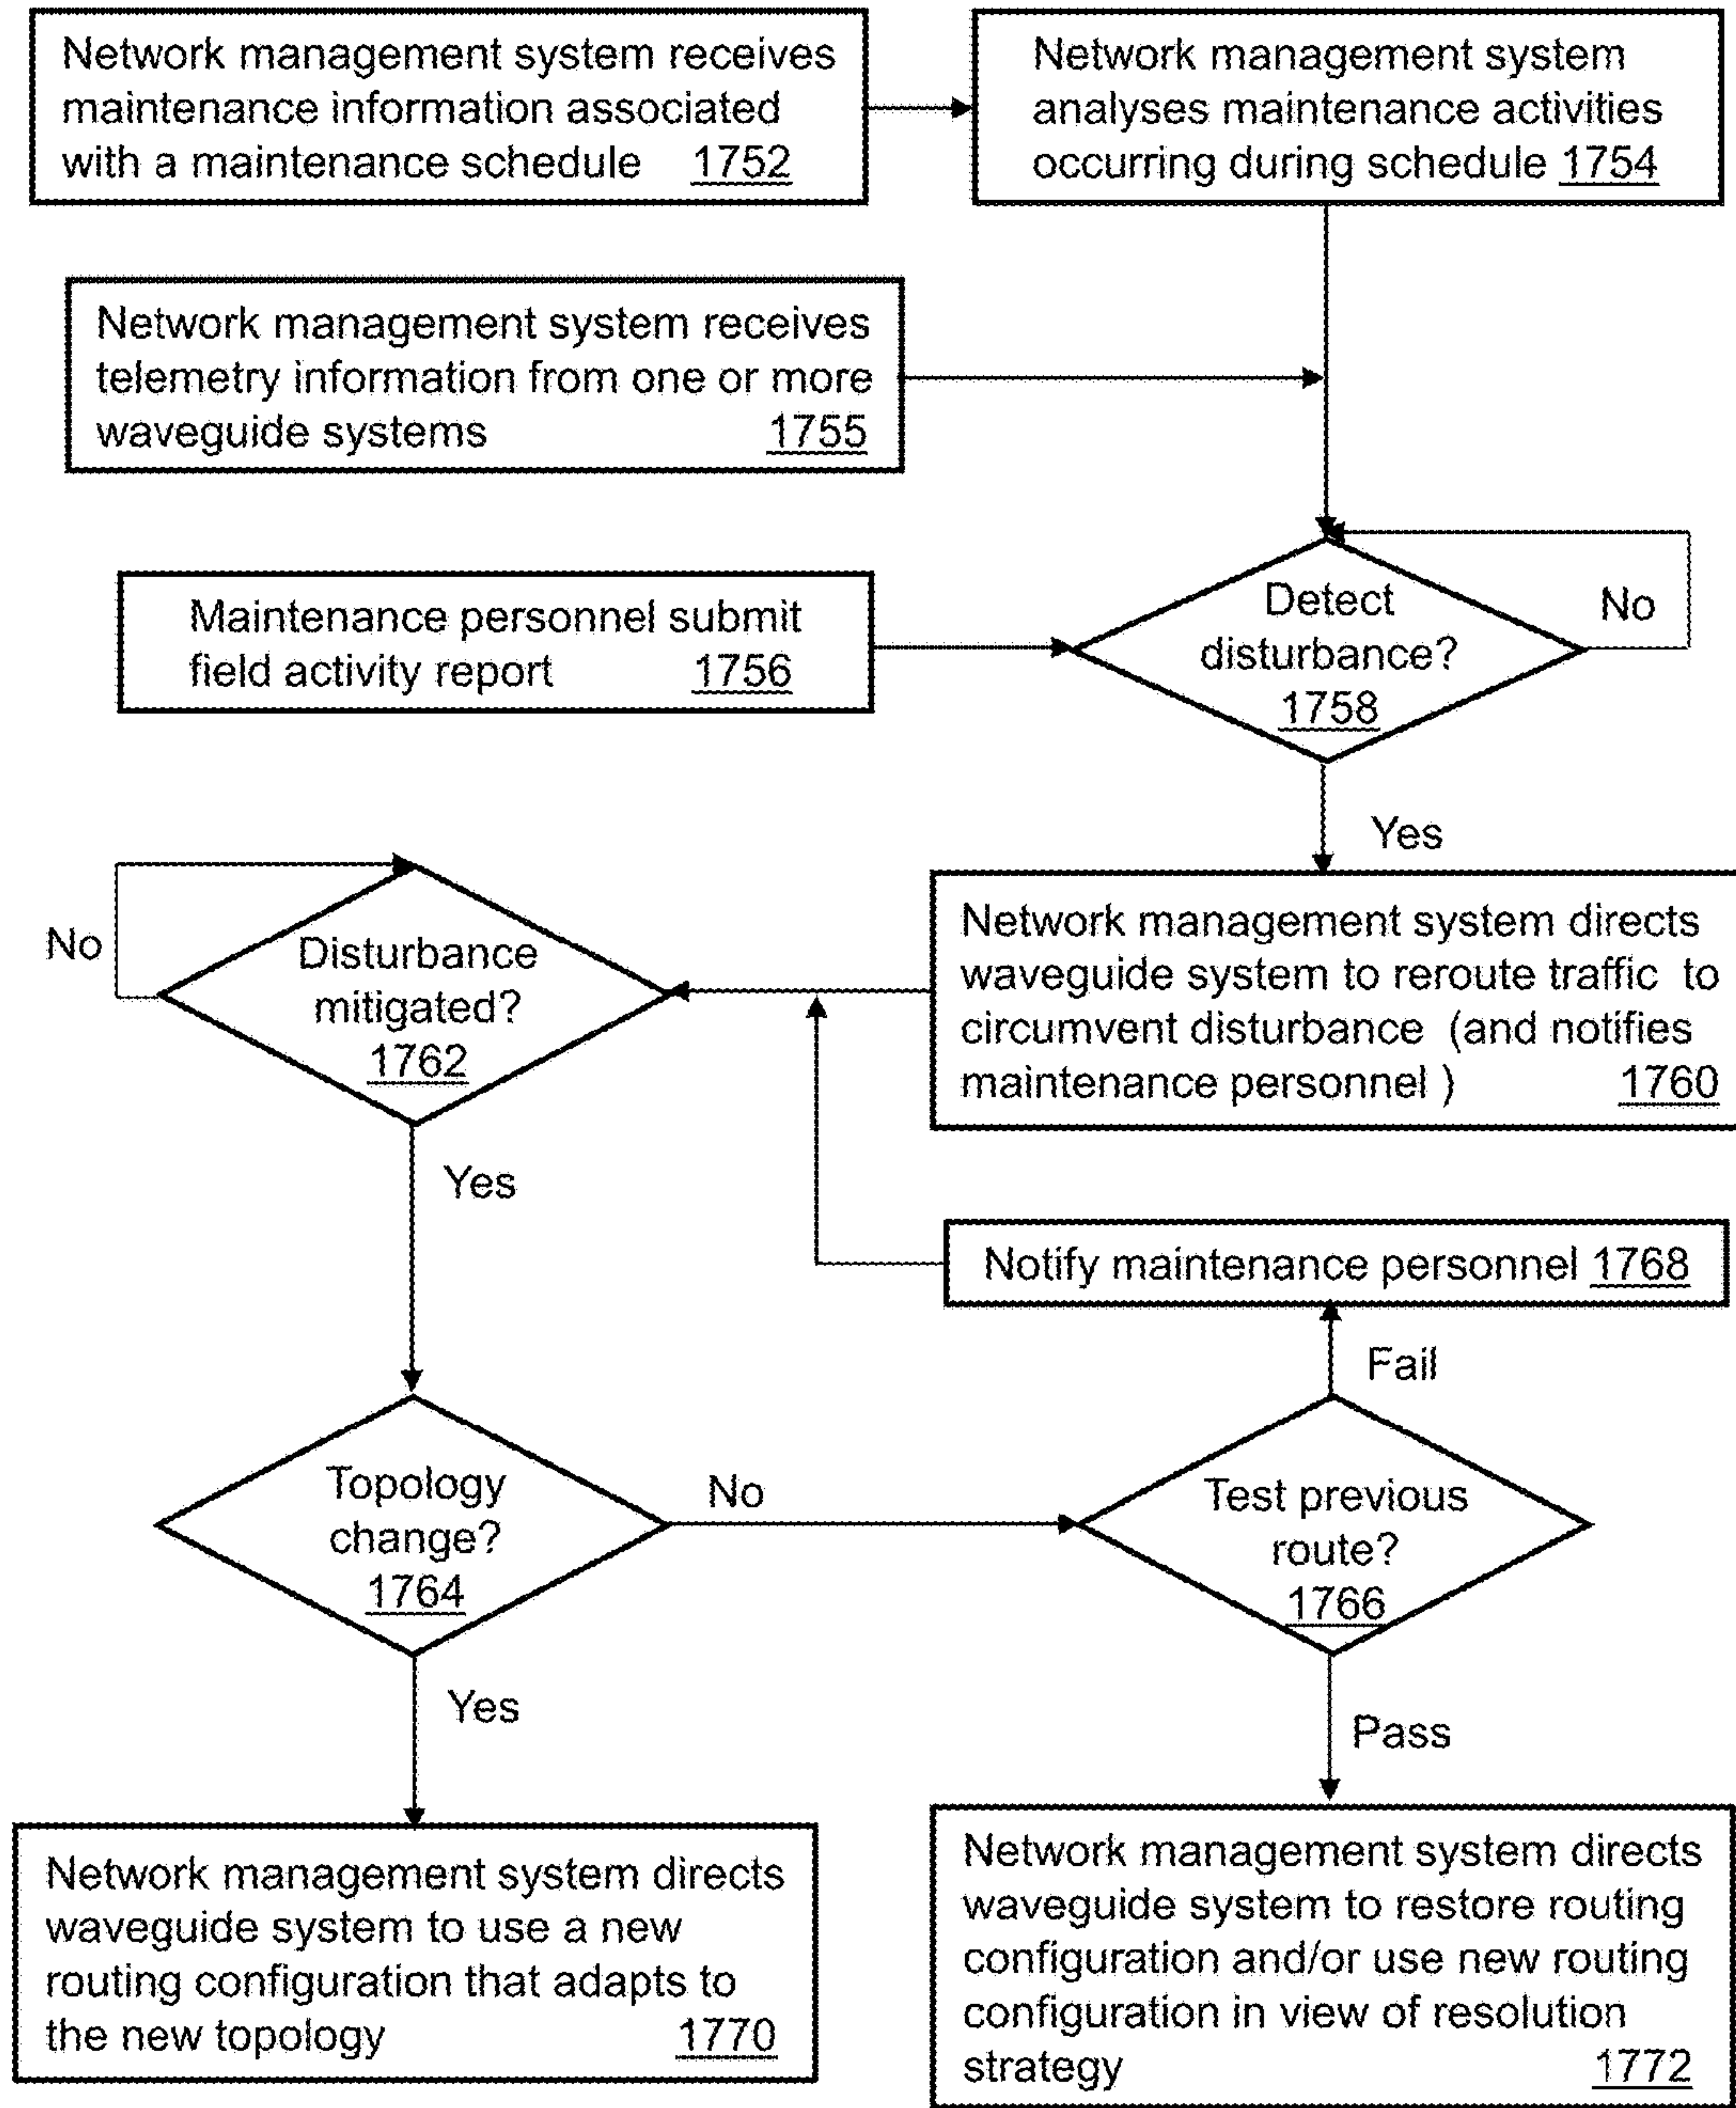 Network management system receives
maintenance information associated
with a maintenance schedule 1752
Network management system
analyses maintenance activities
occurring during schedule 1754
Network management system receives
telemetry information from one or more
waveguide systems 1755
Maintenance personnel submit
field activity report 1756
Detect
disturbance?
1758
No
Yes
Network management system directs
waveguide system to reroute traffic to
circumvent disturbance (and notifies
maintenance personnel ) 1760
No
Disturbance
mitigated?
1762
Yes
Notify maintenance personnel 1768
Fail
Topology
change?
1764
No
Test previous
route?
1766
Yes
Pass
Network management system directs
waveguide system to use a new
routing configuration that adapts to
the new topology 1770
Network management system directs
waveguide system to restore routing
configuration and/or use new routing
configuration in view of resolution
strategy 1772